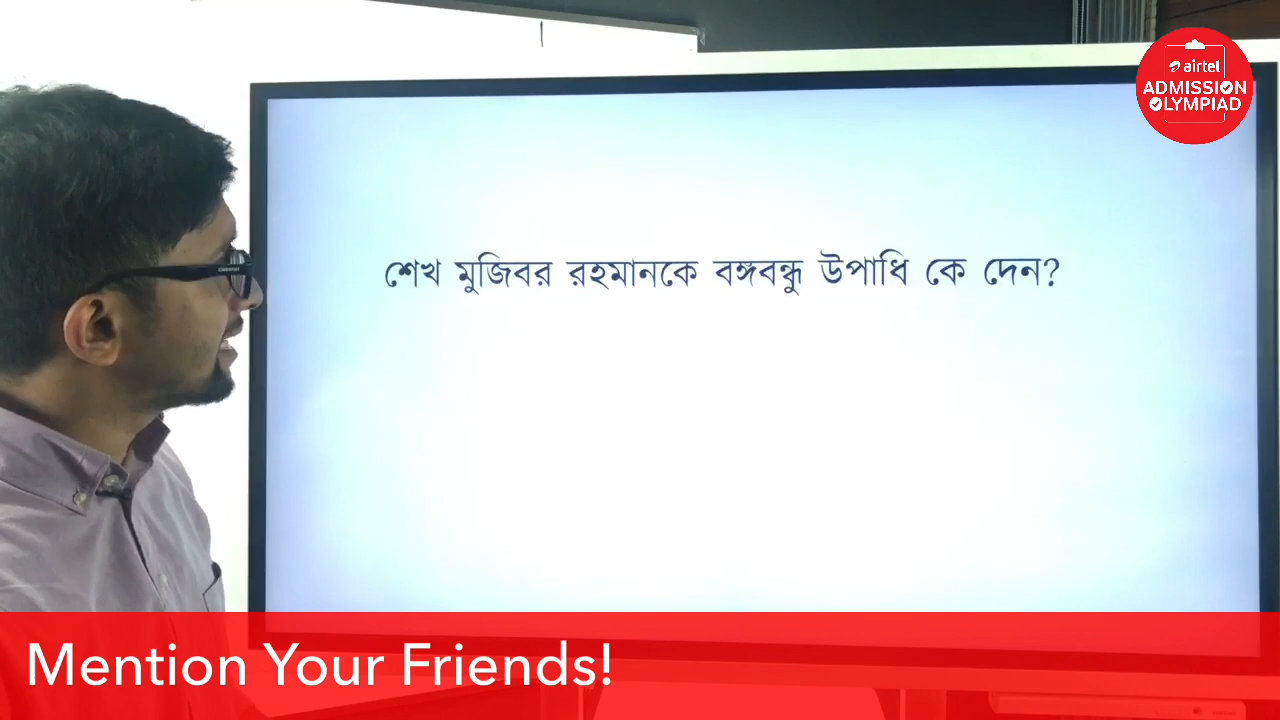 airtel
ADMISSION
OLYMPIAD
শেখ মুজিবর রহমানকে বঙ্গবন্ধু উপাধি কে দেন?
Mention Your Friends!